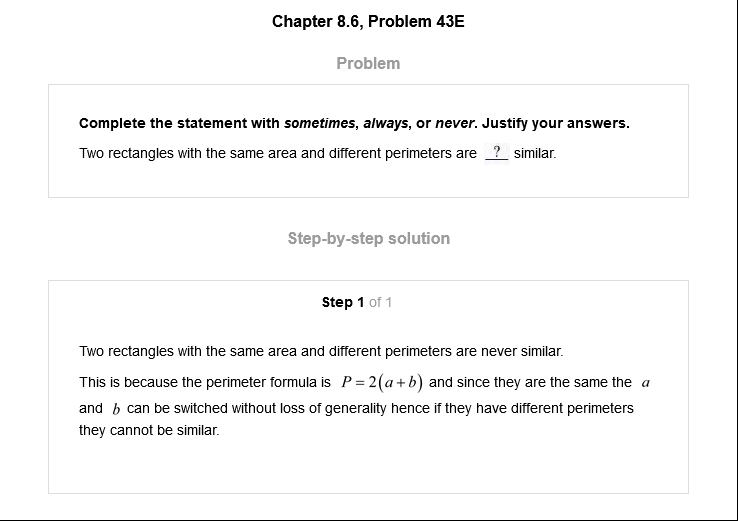 Chapter 8.6, Problem 43E
Problem
Complete the statement with sometimes, always, or never. Justify your answers.
Two rectangles with the same area and different perimeters are ? similar.
Step-by-step solution
Step 1 of 1
Two rectangles with the same area and different perimeters are never similar.
This is because the perimeter formula is P = 2(a + b) and since they are the same the a
and b can be switched without loss of generality hence if they have different perimeters
they cannot be similar.